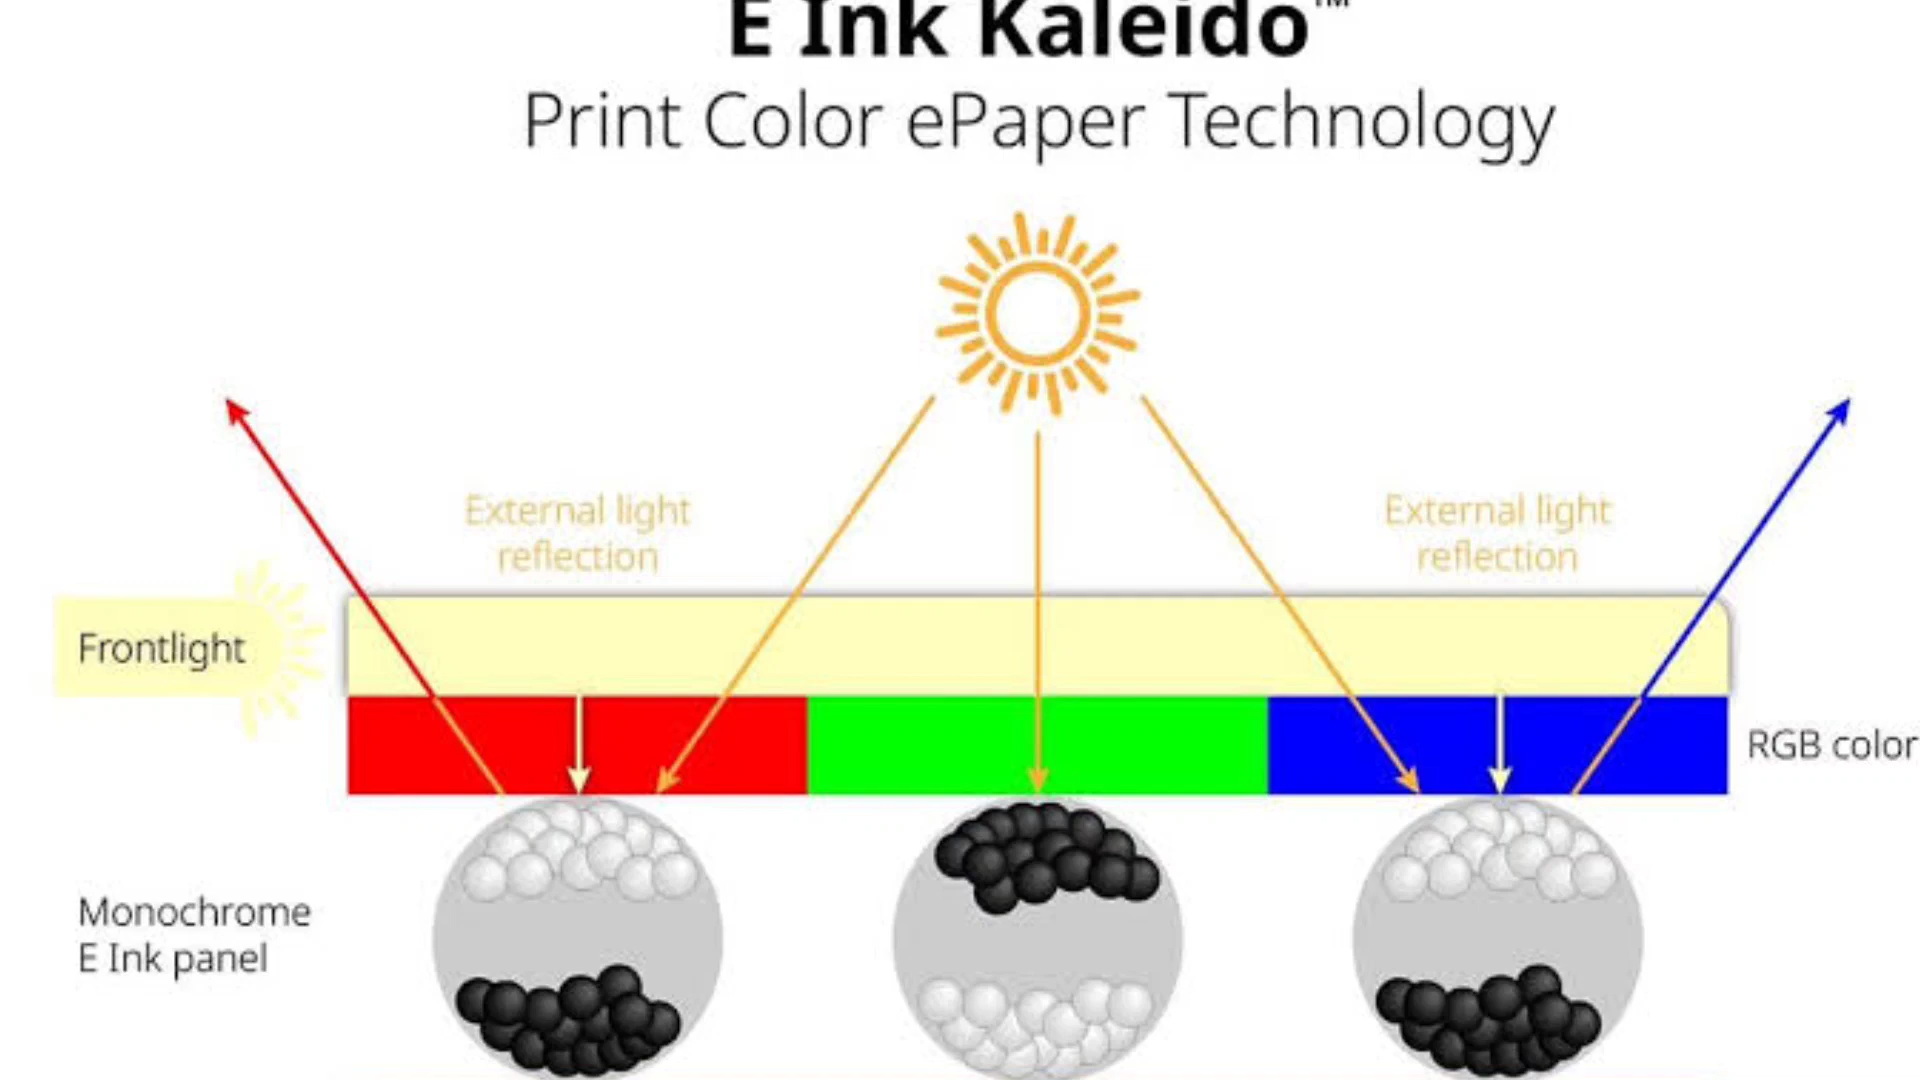 E Ink Kaleido™
Print Color ePaper Technology
External light
reflection
External light
reflection
Frontlight
RGB color
Monochrome
E Ink panel